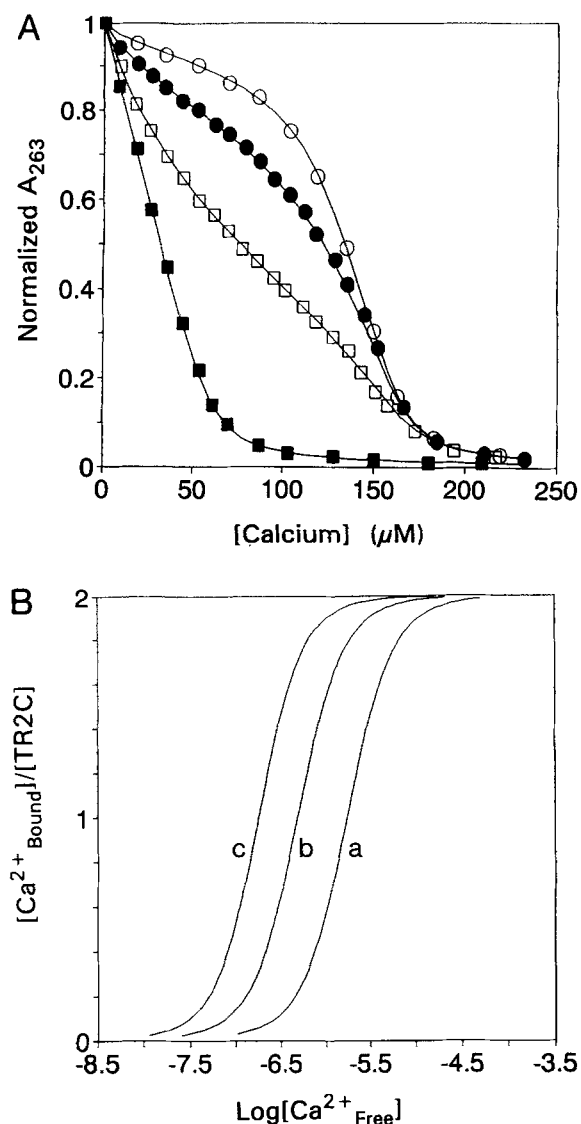 A
Normalized A263
1
0.8
0.6
0.4
0.2
0
0 50 100 150 200 250
[Calcium] (µM)
B
[Ca2+Bound]/[TR2C]
2
1
0
c b a
-8.5 -7.5 -6.5 -5.5 -4.5 -3.5
Log[Ca2+Free]